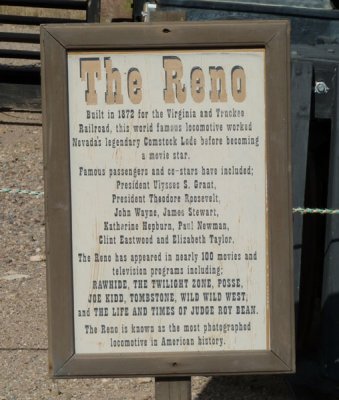 The Reno
Built in 1872 for the Virginia and Truckee
Railroad, this world famous locomotive worked
Nevada's legendary Comstock Lode before becoming
a movie star.
Famous passengers and co-stars have included;
President Ulysses S. Grant,
President Theodore Roosevelt,
John Wayne, James Stewart,
Katherine Hepburn, Paul Newman,
Clint Eastwood and Elizabeth Taylor.
The Reno has appeared in nearly 100 movies and
television programs including;
RAWHIDE, THE TWILIGHT ZONE, POSSE,
JOE KIDD, TOMBSTONE, WILD WILD WEST,
and THE LIFE AND TIMES OF JUDGE ROY BEAN.
The Reno is known as the most photographed
locomotive in American history.